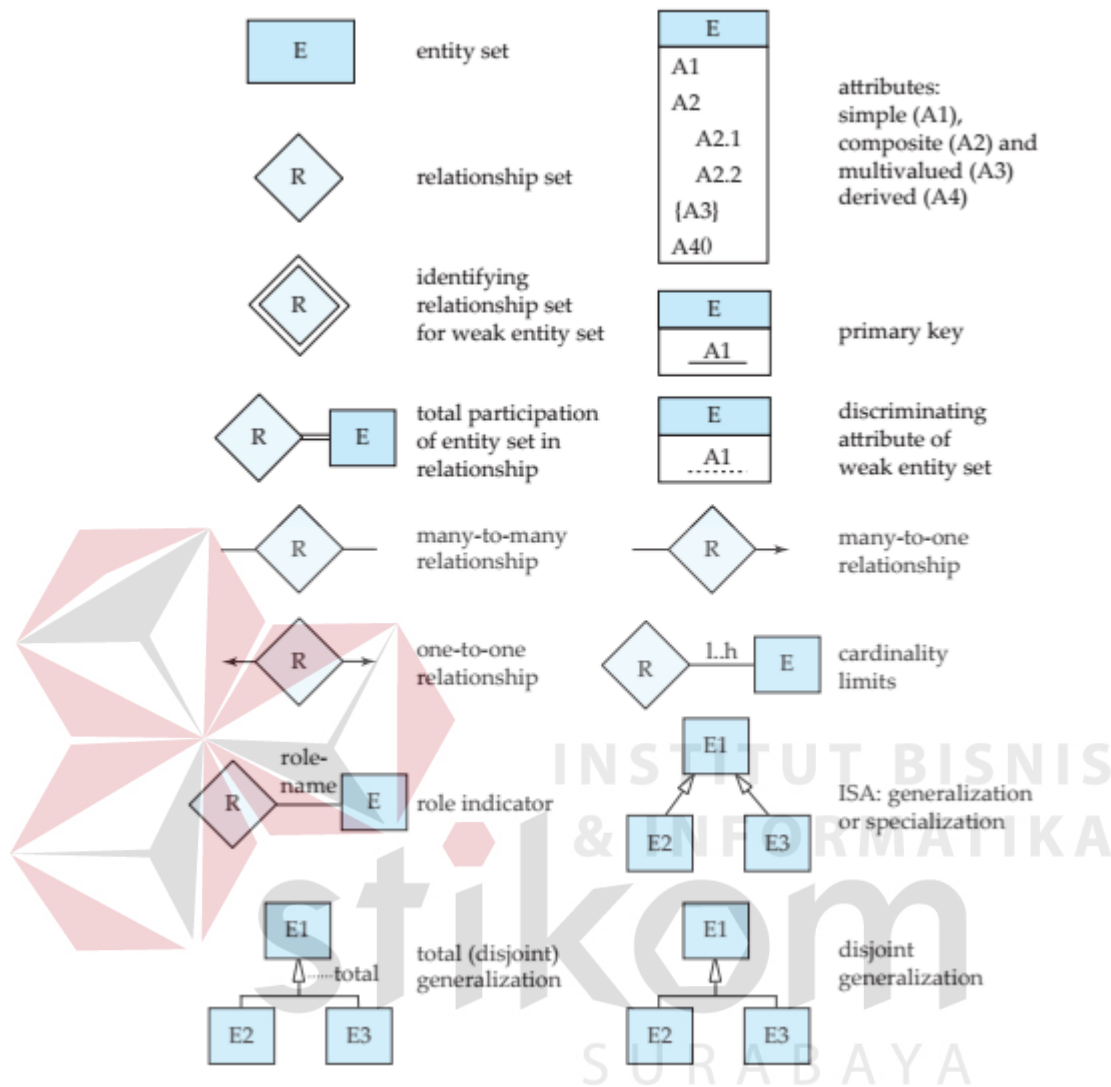 E
entity set
R
relationship set
R
identifying
relationship set
for weak entity set
R
E
total participation
of entity set in
relationship
R
many-to-many
relationship
R
one-to-one
relationship
role-
name
R
E
role indicator
E1
total
E2
E3
total (disjoint)
generalization
E
A1
A2
A2.1
A2.2
{A3}
A40
attributes:
simple (A1),
composite (A2) and
multivalued (A3)
derived (A4)
E
A1
primary key
E
A1
discriminating
attribute of
weak entity set
R
many-to-one
relationship
R
l..h
E
cardinality
limits
E1
E2
E3
ISA: generalization
or specialization
E1
E2
E3
disjoint
generalization
INSTITUT BISNIS
& INFORMATIKA
stikom
SURABAYA